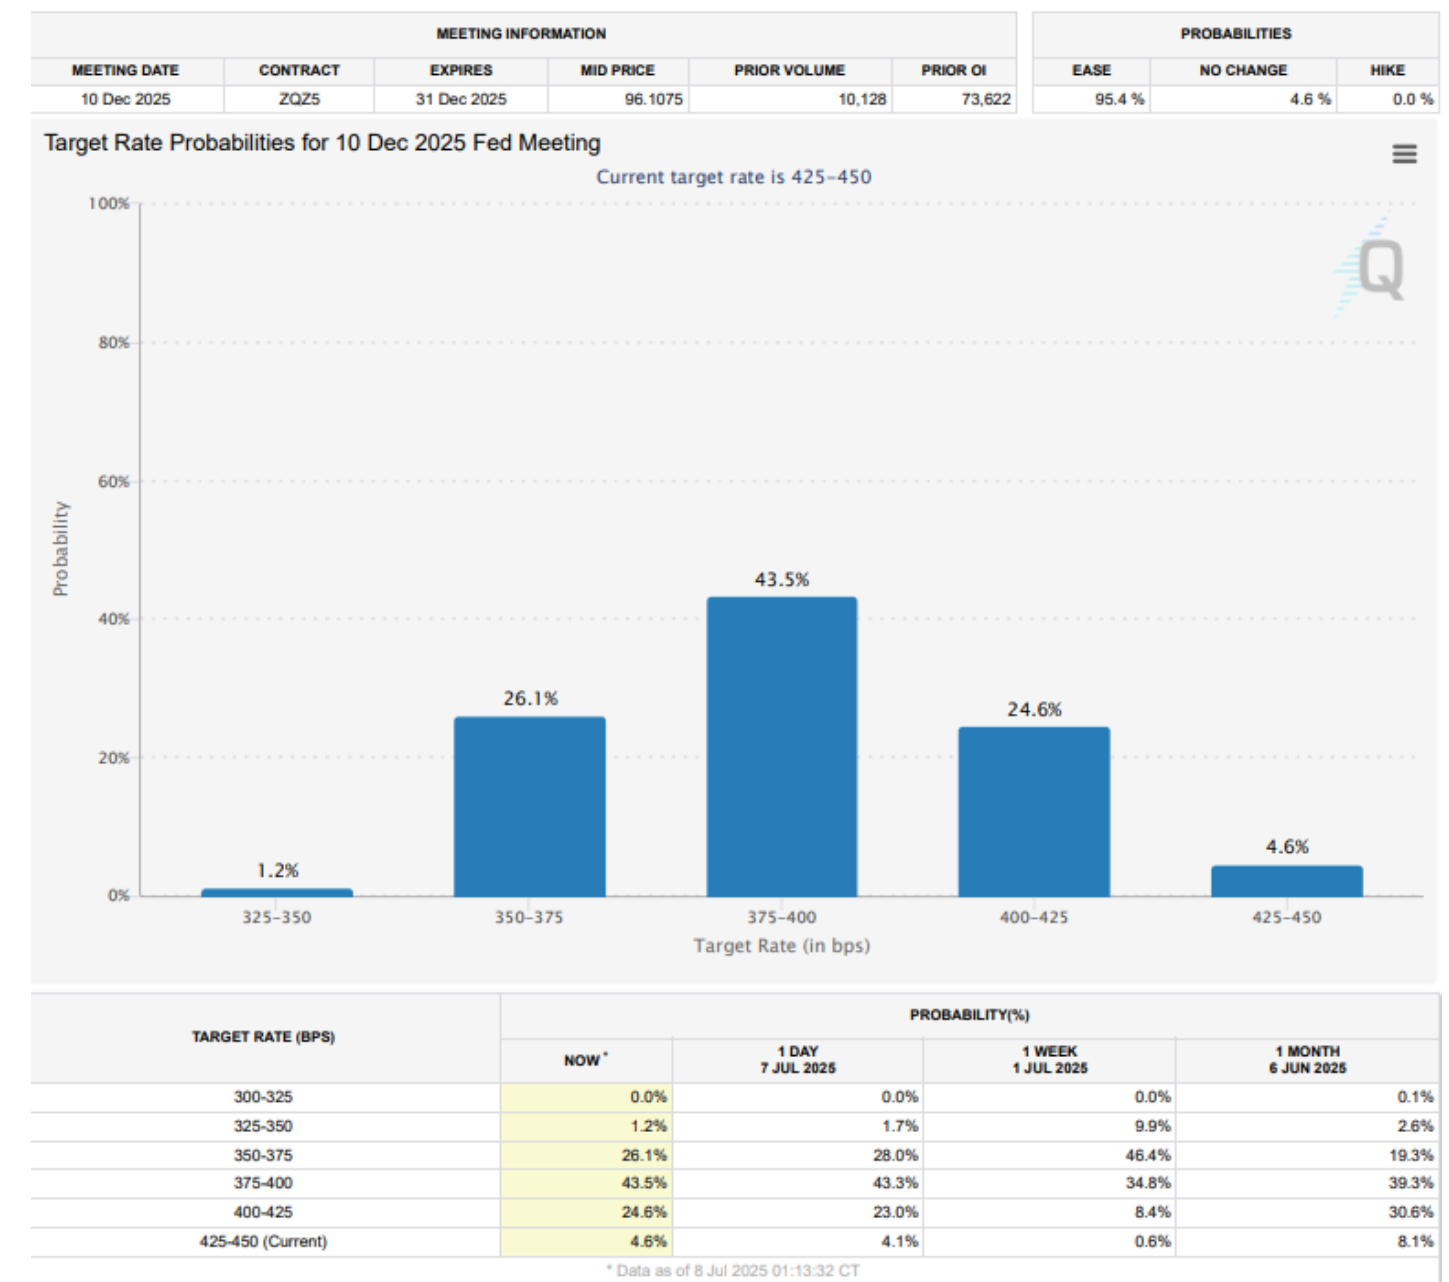 MEETING INFORMATION
MEETING DATE CONTRACT EXPIRES MID PRICE PRIOR VOLUME PRIOR OI
10 Dec 2025 ZQZ5 31 Dec 2025 96.1075 10,128 73,622
PROBABILITIES
EASE NO CHANGE HIKE
95.4 % 4.6 % 0.0 %
Target Rate Probabilities for 10 Dec 2025 Fed Meeting
Current target rate is 425-450
Q
Probability
100%
80%
60%
40%
20%
0%
1.2%
26.1%
43.5%
24.6%
4.6%
325-350 350-375 375-400 400-425 425-450
Target Rate (in bps)
TARGET RATE (BPS) PROBABILITY(%)
NOW * 1 DAY 1 WEEK 1 MONTH
7 JUL 2025 1 JUL 2025 6 JUN 2025
300-325 0.0% 0.0% 0.0% 0.1%
325-350 1.2% 1.7% 9.9% 2.6%
350-375 26.1% 28.0% 46.4% 19.3%
375-400 43.5% 43.3% 34.8% 39.3%
400-425 24.6% 23.0% 8.4% 30.6%
425-450 (Current) 4.6% 4.1% 0.6% 8.1%
* Data as of 8 Jul 2025 01:13:32 CT